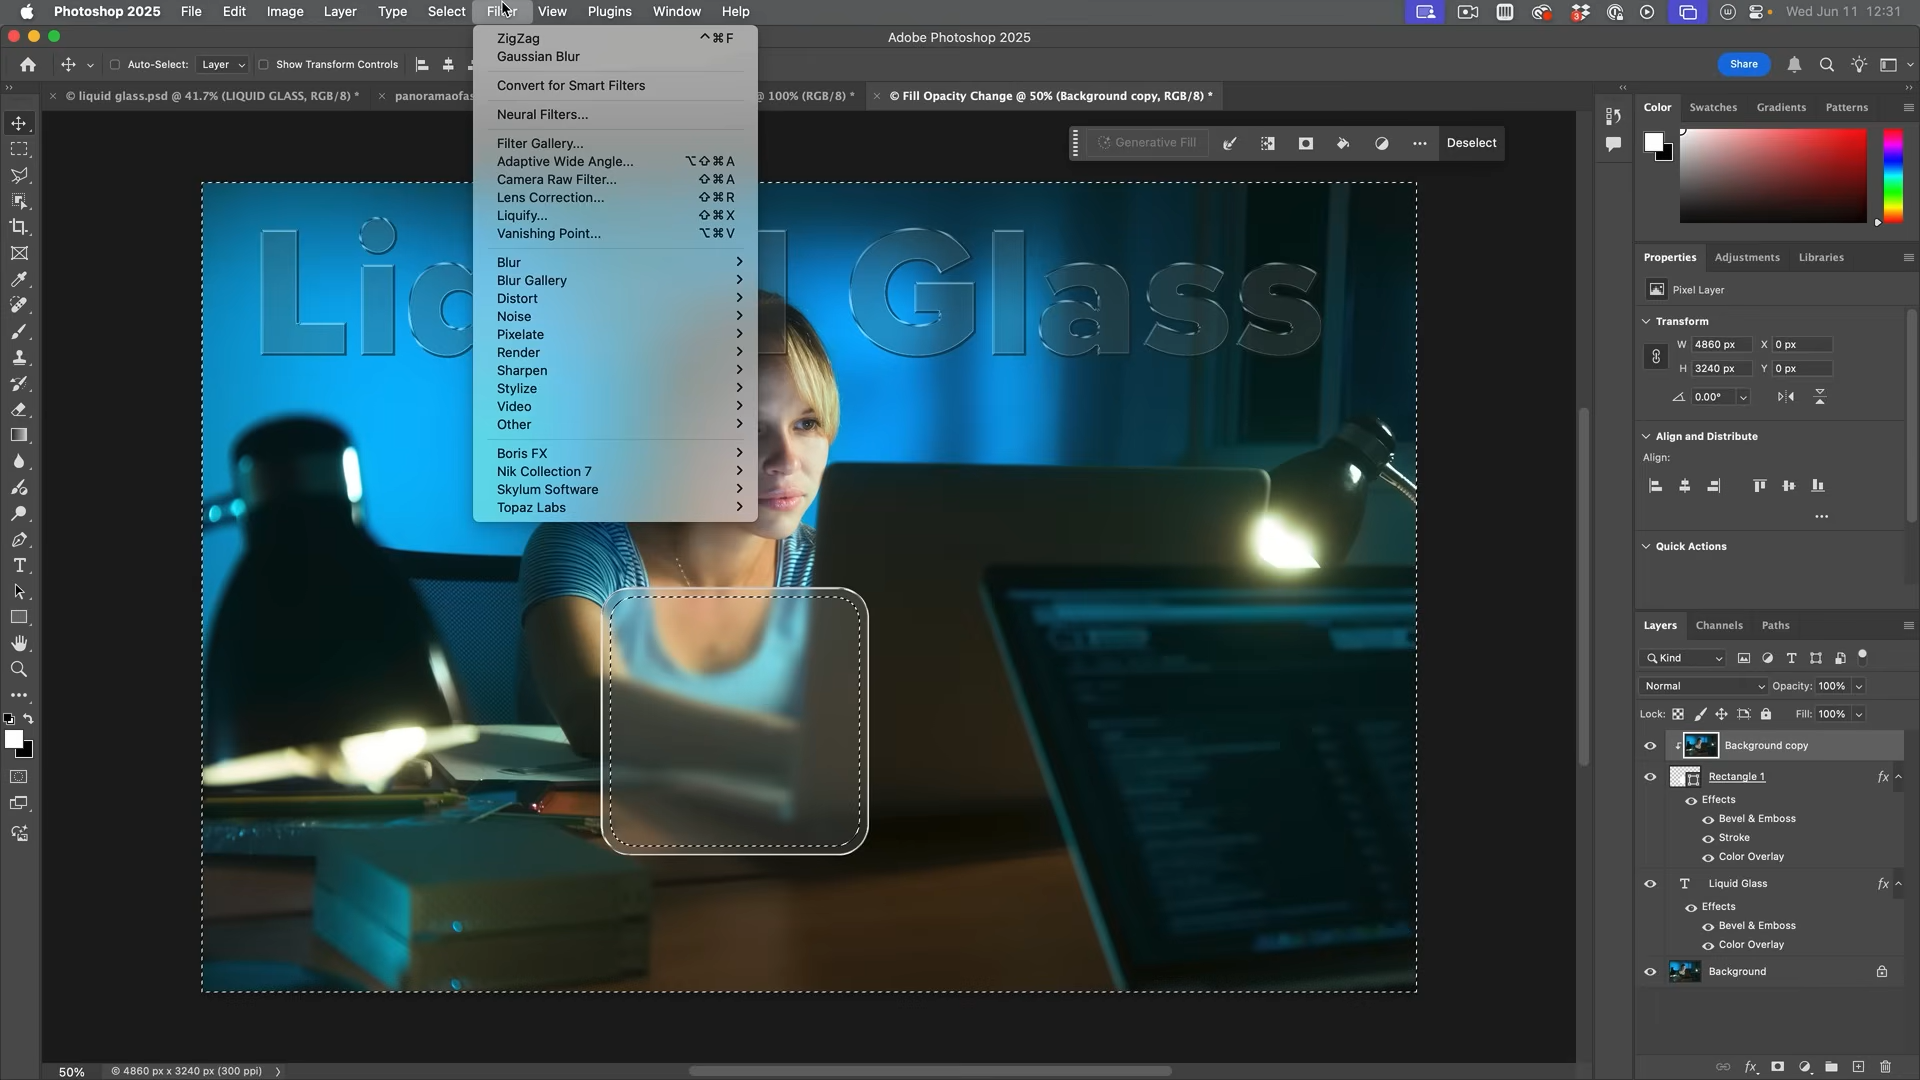 Photoshop 2025 File Edit Image Layer Type Select Filter View Plugins Window Help Wed Jun 11 12:31
Adobe Photoshop 2025
Auto-Select: Layer Show Transform Controls Share
© liquid glass.psd @ 41.7% (LIQUID GLASS, RGB/8) * panoramaofas @ 100% (RGB/8) * © Fill Opacity Change @ 50% (Background copy, RGB/8) *
ZigZag ^⌘F
Gaussian Blur
Convert for Smart Filters
Neural Filters...
Filter Gallery...
Adaptive Wide Angle... ⌥⇧⌘A
Camera Raw Filter... ⇧⌘A
Lens Correction... ⇧⌘R
Liquify... ⇧⌘X
Vanishing Point... ⌥⌘V
Blur
Blur Gallery
Distort
Noise
Pixelate
Render
Sharpen
Stylize
Video
Other
Boris FX
Nik Collection 7
Skylum Software
Topaz Labs
Generative Fill Deselect
Glass
Color Swatches Gradients Patterns
Properties Adjustments Libraries
Pixel Layer
Transform
W 4860 px X 0 px
H 3240 px Y 0 px
0.00°
Align and Distribute
Align:
Quick Actions
Layers Channels Paths
Kind
Normal Opacity: 100%
Lock: Fill: 100%
Background copy
Rectangle 1 fx
Effects
Bevel & Emboss
Stroke
Color Overlay
T Liquid Glass fx
Effects
Bevel & Emboss
Color Overlay
Background
50% © 4860 px x 3240 px (300 ppi)